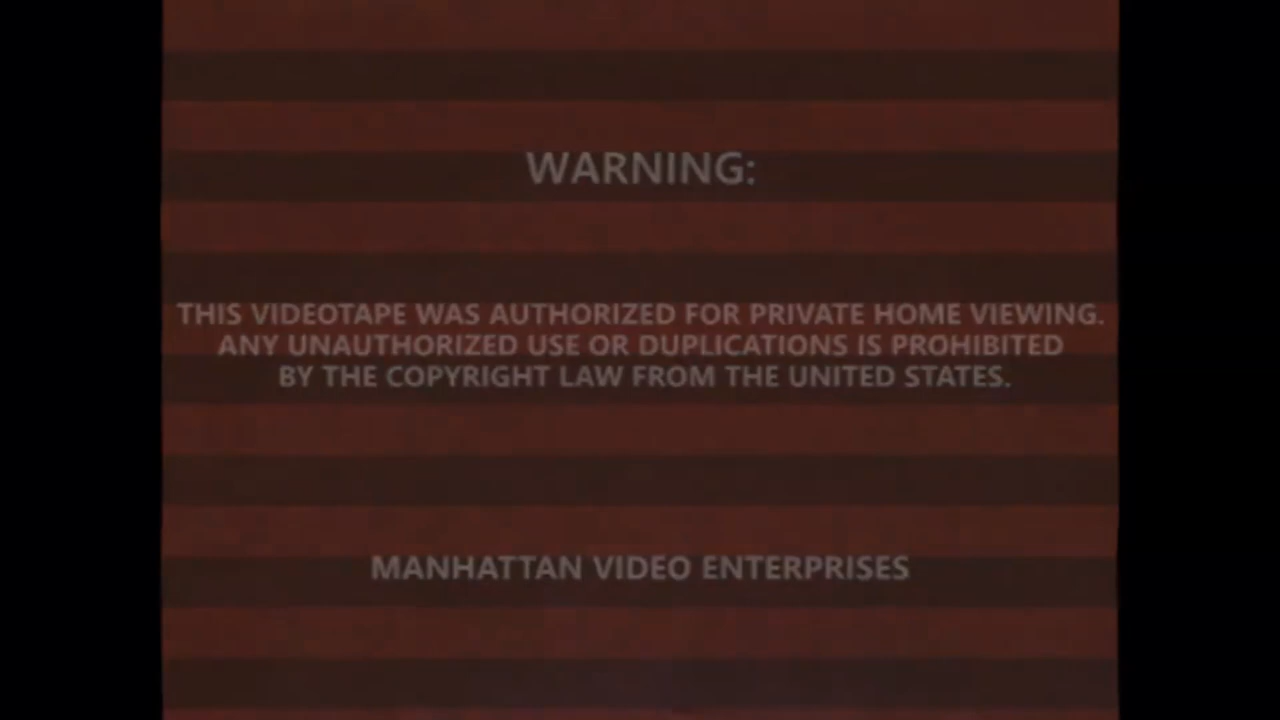 WARNING:
THIS VIDEOTAPE WAS AUTHORIZED FOR PRIVATE HOME VIEWING.
ANY UNAUTHORIZED USE OR DUPLICATIONS IS PROHIBITED
BY THE COPYRIGHT LAW FROM THE UNITED STATES.
MANHATTAN VIDEO ENTERPRISES